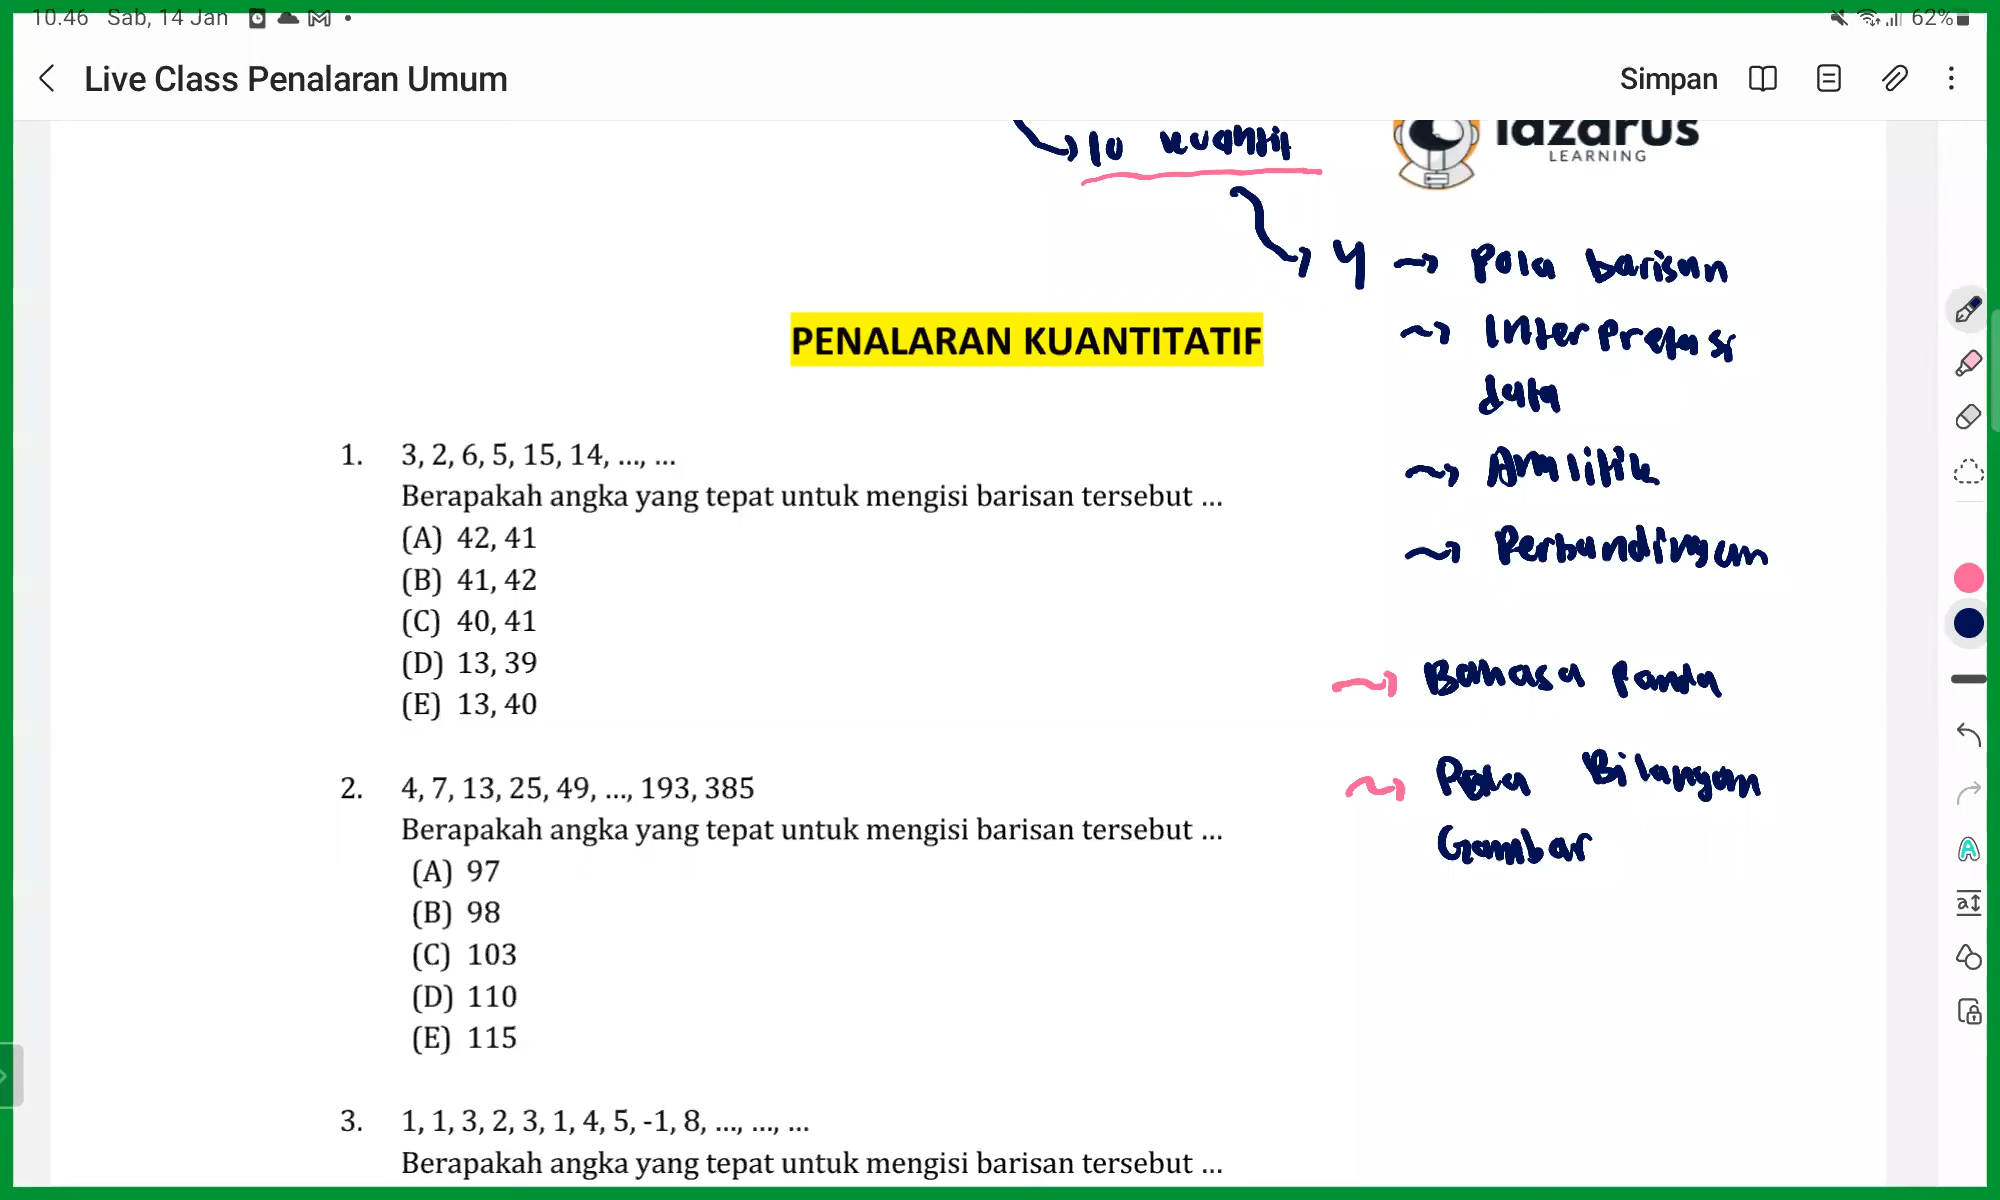 10.46 Sab, 14 Jan
62%
Live Class Penalaran Umum
Simpan
10 kuantit
lazarus
LEARNING
4 → Pola barisan
→ Interpretasi
data
→ Analitik
→ Perbandingan
PENALARAN KUANTITATIF
1. 3, 2, 6, 5, 15, 14, ..., ...
Berapakah angka yang tepat untuk mengisi barisan tersebut ...
(A) 42, 41
(B) 41, 42
(C) 40, 41
(D) 13, 39
(E) 13, 40
→ Bahasa Panda
→ Pola Bilangan
Gambar
2. 4, 7, 13, 25, 49, ..., 193, 385
Berapakah angka yang tepat untuk mengisi barisan tersebut ...
(A) 97
(B) 98
(C) 103
(D) 110
(E) 115
3. 1, 1, 3, 2, 3, 1, 4, 5, -1, 8, ..., ..., ...
Berapakah angka yang tepat untuk mengisi barisan tersebut ...